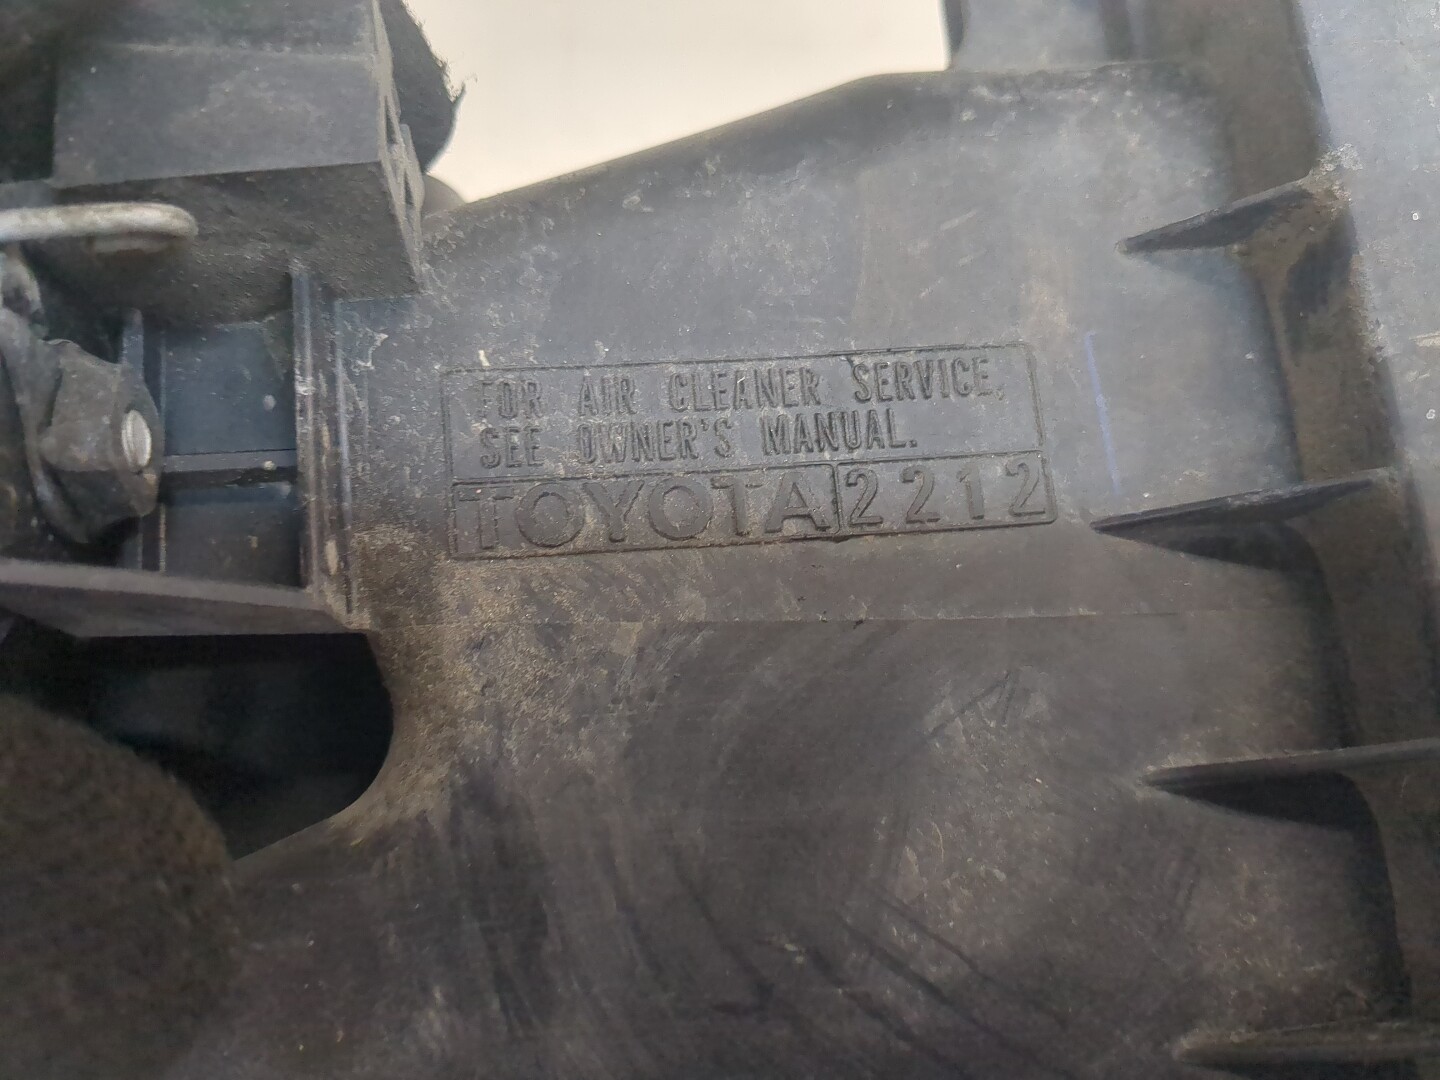 FOR AIR CLEANER SERVICE,
SEE OWNER'S MANUAL.
TOYOTA 2212